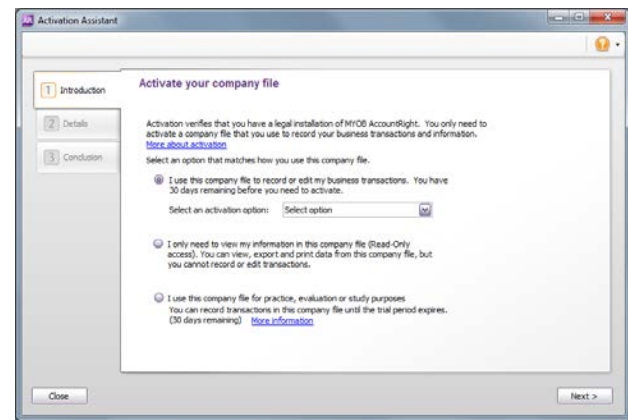 Activation Assistant
1 Introduction
2 Details
3 Conclusion
Activate your company file
Activation verifies that you have a legal installation of MYOB AccountRight. You only need to
activate a company file that you use to record your business transactions and information.
More about activation
Select an option that matches how you use this company file.
I use this company file to record or edit my business transactions. You have
30 days remaining before you need to activate.
Select an activation option: Select option
I only need to view my information in this company file (Read-Only
access). You can view, export and print data from this company file, but
you cannot record or edit transactions.
I use this company file for practice, evaluation or study purposes
You can record transactions in this company file until the trial period expires.
(30 days remaining) More information
Close
Next >